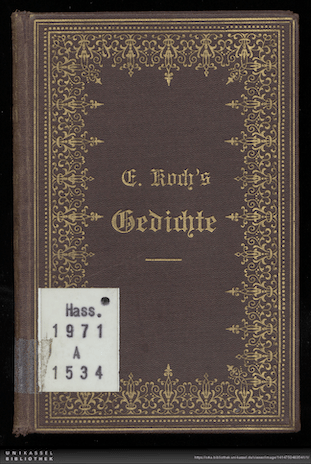 E. Koch's
Gedichte
Hass.
1971
A
1534
UNIKASSEL
BIBLIOTHEK